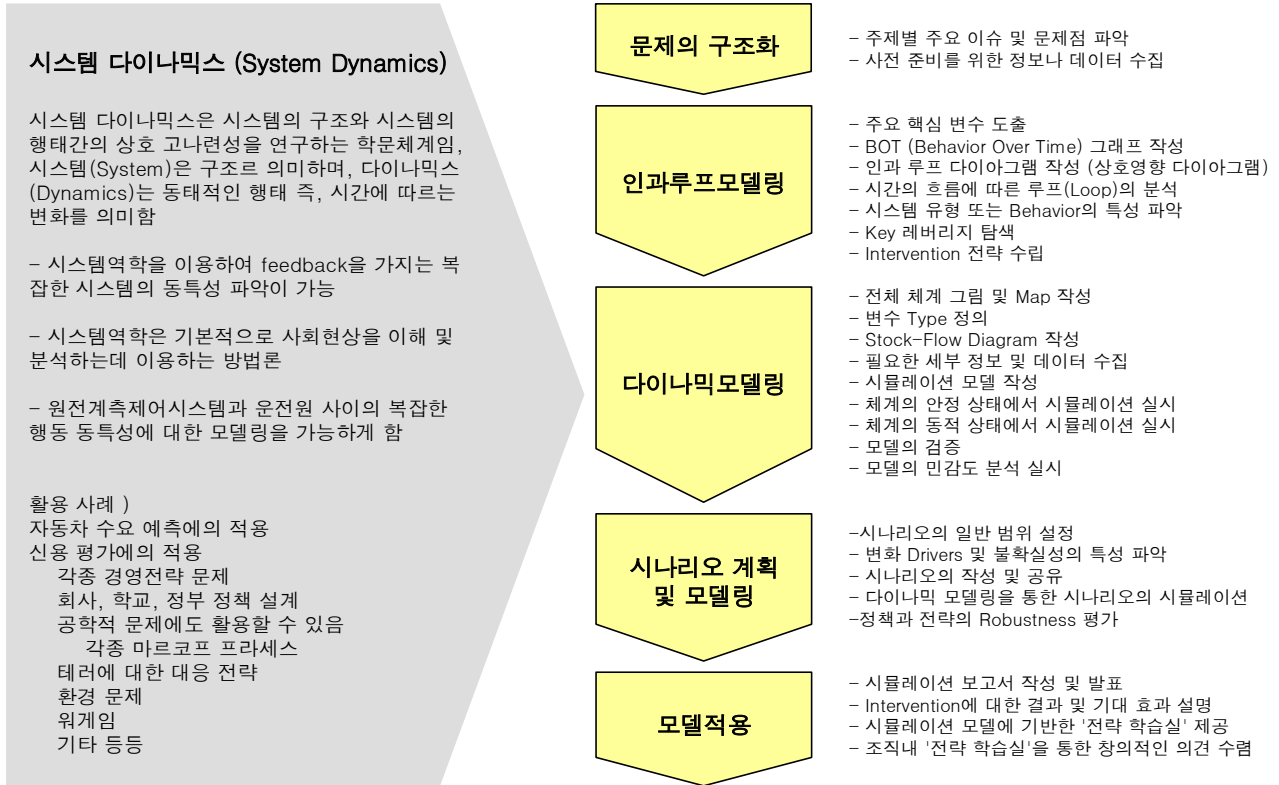 시스템 다이나믹스 (System Dynamics)
시스템 다이나믹스은 시스템의 구조와 시스템의
행태간의 상호 고나련성을 연구하는 학문체계임,
시스템(System)은 구조르 의미하며, 다이나믹스
(Dynamics)는 동태적인 행태 즉, 시간에 따르는
변화를 의미함
- 시스템역학을 이용하여 feedback을 가지는 복
잡한 시스템의 동특성 파악이 가능
- 시스템역학은 기본적으로 사회현상을 이해 및
분석하는데 이용하는 방법론
- 원전계측제어시스템과 운전원 사이의 복잡한
행동 동특성에 대한 모델링을 가능하게 함
활용 사례 )
자동차 수요 예측에의 적용
신용 평가에의 적용
각종 경영전략 문제
회사, 학교, 정부 정책 설계
공학적 문제에도 활용할 수 있음
각종 마르코프 프라세스
테러에 대한 대응 전략
환경 문제
워게임
기타 등등
문제의 구조화
- 주제별 주요 이슈 및 문제점 파악
- 사전 준비를 위한 정보나 데이터 수집
인과루프모델링
- 주요 핵심 변수 도출
- BOT (Behavior Over Time) 그래프 작성
- 인과 루프 다이아그램 작성 (상호영향 다이아그램)
- 시간의 흐름에 따른 루프(Loop)의 분석
- 시스템 유형 또는 Behavior의 특성 파악
- Key 레버리지 탐색
- Intervention 전략 수립
다이나믹모델링
- 전체 체계 그림 및 Map 작성
- 변수 Type 정의
- Stock-Flow Diagram 작성
- 필요한 세부 정보 및 데이터 수집
- 시뮬레이션 모델 작성
- 체계의 안정 상태에서 시뮬레이션 실시
- 체계의 동적 상태에서 시뮬레이션 실시
- 모델의 검증
- 모델의 민감도 분석 실시
시나리오 계획
및 모델링
-시나리오의 일반 범위 설정
- 변화 Drivers 및 불확실성의 특성 파악
- 시나리오의 작성 및 공유
- 다이나믹 모델링을 통한 시나리오의 시뮬레이션
-정책과 전략의 Robustness 평가
모델적용
- 시뮬레이션 보고서 작성 및 발표
- Intervention에 대한 결과 및 기대 효과 설명
- 시뮬레이션 모델에 기반한 '전략 학습실' 제공
- 조직내 '전략 학습실'을 통한 창의적인 의견 수렴